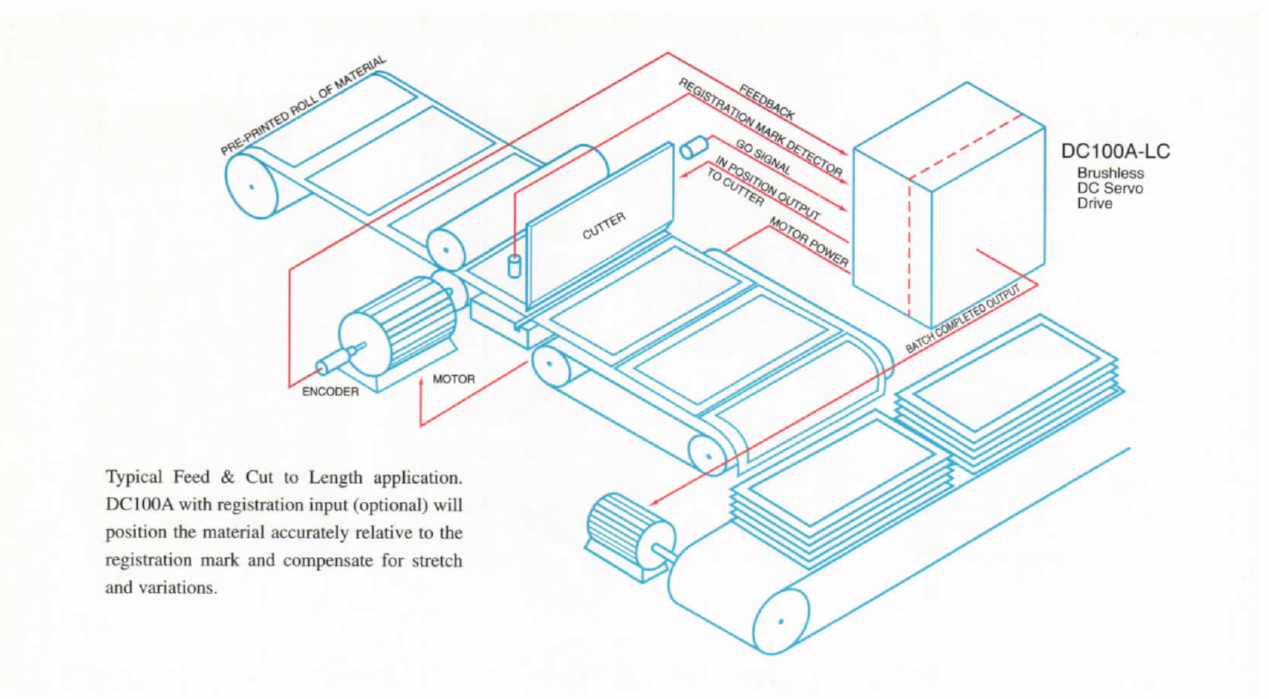 PRE-PRINTED ROLL OF MATERIAL
FEEDBACK
REGISTRATION MARK DETECTOR
GO SIGNAL
IN POSITION OUTPUT
TO CUTTER
MOTOR POWER
CUTTER
DC100A-LC
Brushless
DC Servo
Drive
BATCH COMPLETED OUTPUT
ENCODER
MOTOR
Typical Feed & Cut to Length application.
DC100A with registration input (optional) will
position the material accurately relative to the
registration mark and compensate for stretch
and variations.